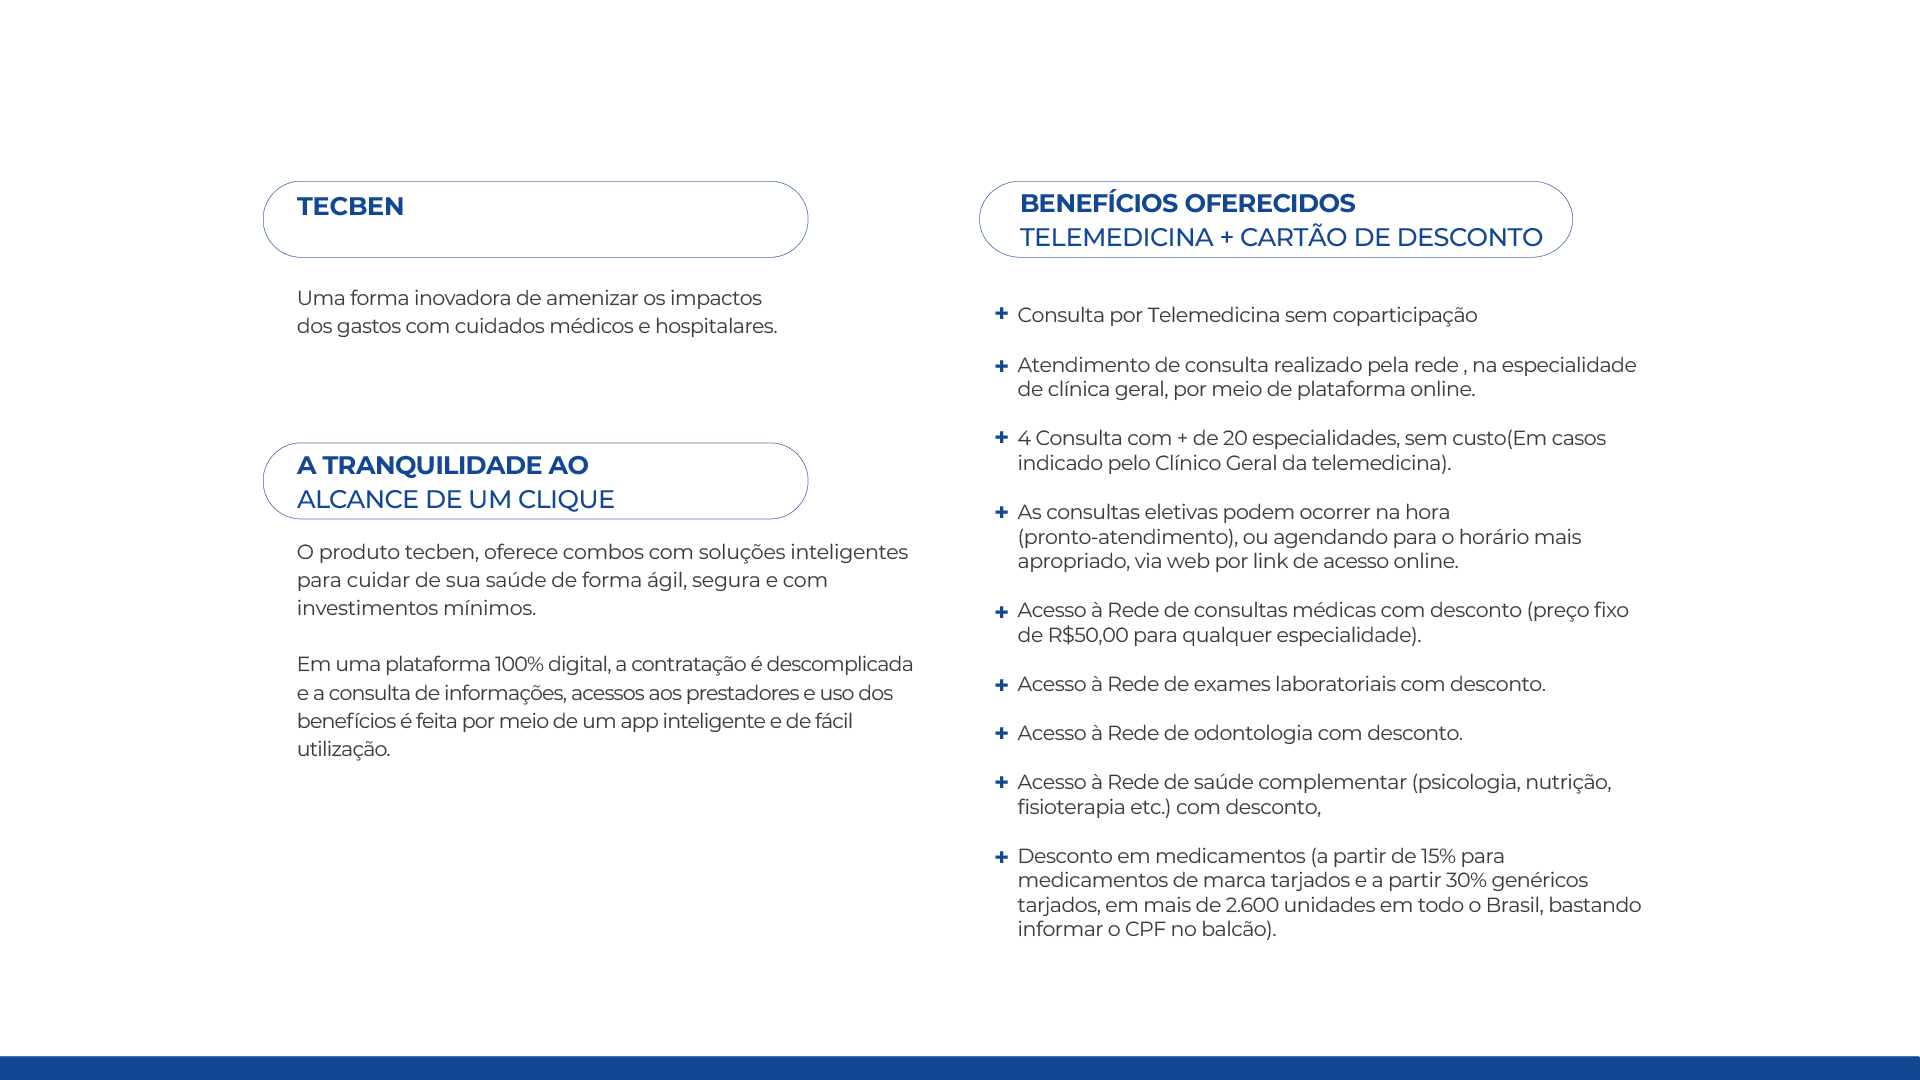 TECBEN
Uma forma inovadora de amenizar os impactos
dos gastos com cuidados médicos e hospitalares.
A TRANQUILIDADE AO
ALCANCE DE UM CLIQUE
O produto tecben, oferece combos com soluções inteligentes
para cuidar de sua saúde de forma ágil, segura e com
investimentos mínimos.
Em uma plataforma 100% digital, a contratação é descomplicada
e a consulta de informações, acessos aos prestadores e uso dos
benefícios é feita por meio de um app inteligente e de fácil
utilização.
BENEFÍCIOS OFERECIDOS
TELEMEDICINA + CARTÃO DE DESCONTO
+ Consulta por Telemedicina sem coparticipação
+ Atendimento de consulta realizado pela rede , na especialidade
de clínica geral, por meio de plataforma online.
+ 4 Consulta com + de 20 especialidades, sem custo(Em casos
indicado pelo Clínico Geral da telemedicina).
+ As consultas eletivas podem ocorrer na hora
(pronto-atendimento), ou agendando para o horário mais
apropriado, via web por link de acesso online.
+ Acesso à Rede de consultas médicas com desconto (preço fixo
de R$50,00 para qualquer especialidade).
+ Acesso à Rede de exames laboratoriais com desconto.
+ Acesso à Rede de odontologia com desconto.
+ Acesso à Rede de saúde complementar (psicologia, nutrição,
fisioterapia etc.) com desconto,
+ Desconto em medicamentos (a partir de 15% para
medicamentos de marca tarjados e a partir 30% genéricos
tarjados, em mais de 2.600 unidades em todo o Brasil, bastando
informar o CPF no balcão).